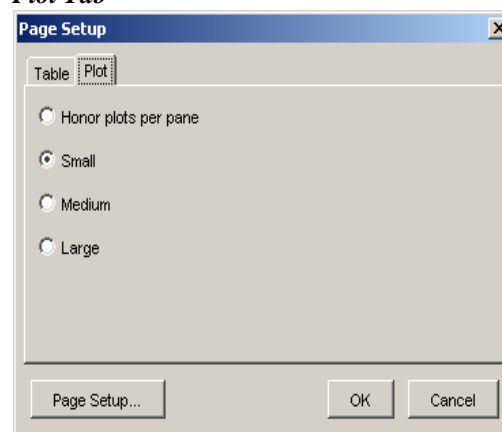 Plot Tab
Page Setup
Table Plot
Honor plots per pane
Small
Medium
Large
Page Setup... OK Cancel